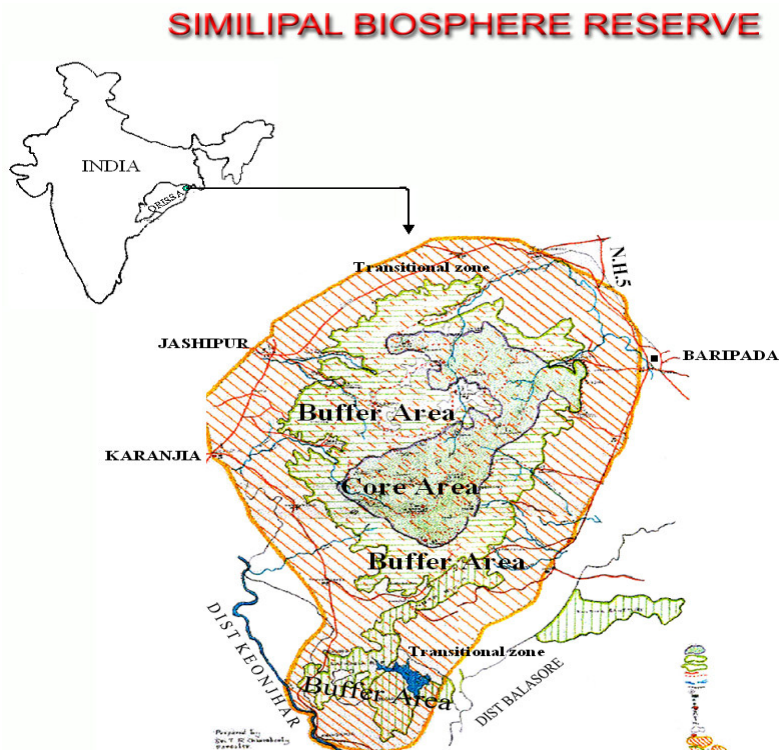 SIMILIPAL BIOSPHERE RESERVE
INDIA
ORISSA
Transitional zone
N.H.5
JASHIPUR
BARIPADA
Buffer Area
KARANJIA
Core Area
Buffer Area
DIST KEONJHAR
Transitional zone
Buffer Area
DIST BALASORE
Prepared by